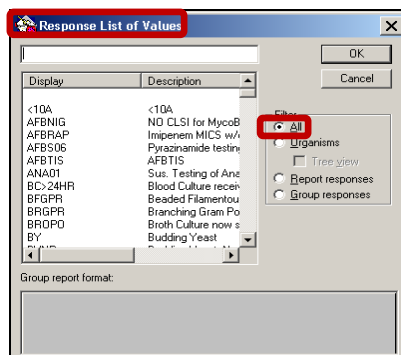 Response List of Values
OK
Cancel
Display Description
<10A <10A
AFBNIG NO CLSI for MycoB
AFBRAP Imipenem MICS w/
AFBS06 Pyrazinamide testin
AFBTIS AFBTIS
ANA01 Sus. Testing of Ana
BC>24HR Blood Culture receiv
BFGPR Beaded Filamentou
BRGPR Branching Gram Po
BROPO Broth Culture now s
BY Budding Yeast
Filter
All
Organisms
Tree view
Report responses
Group responses
Group report format: